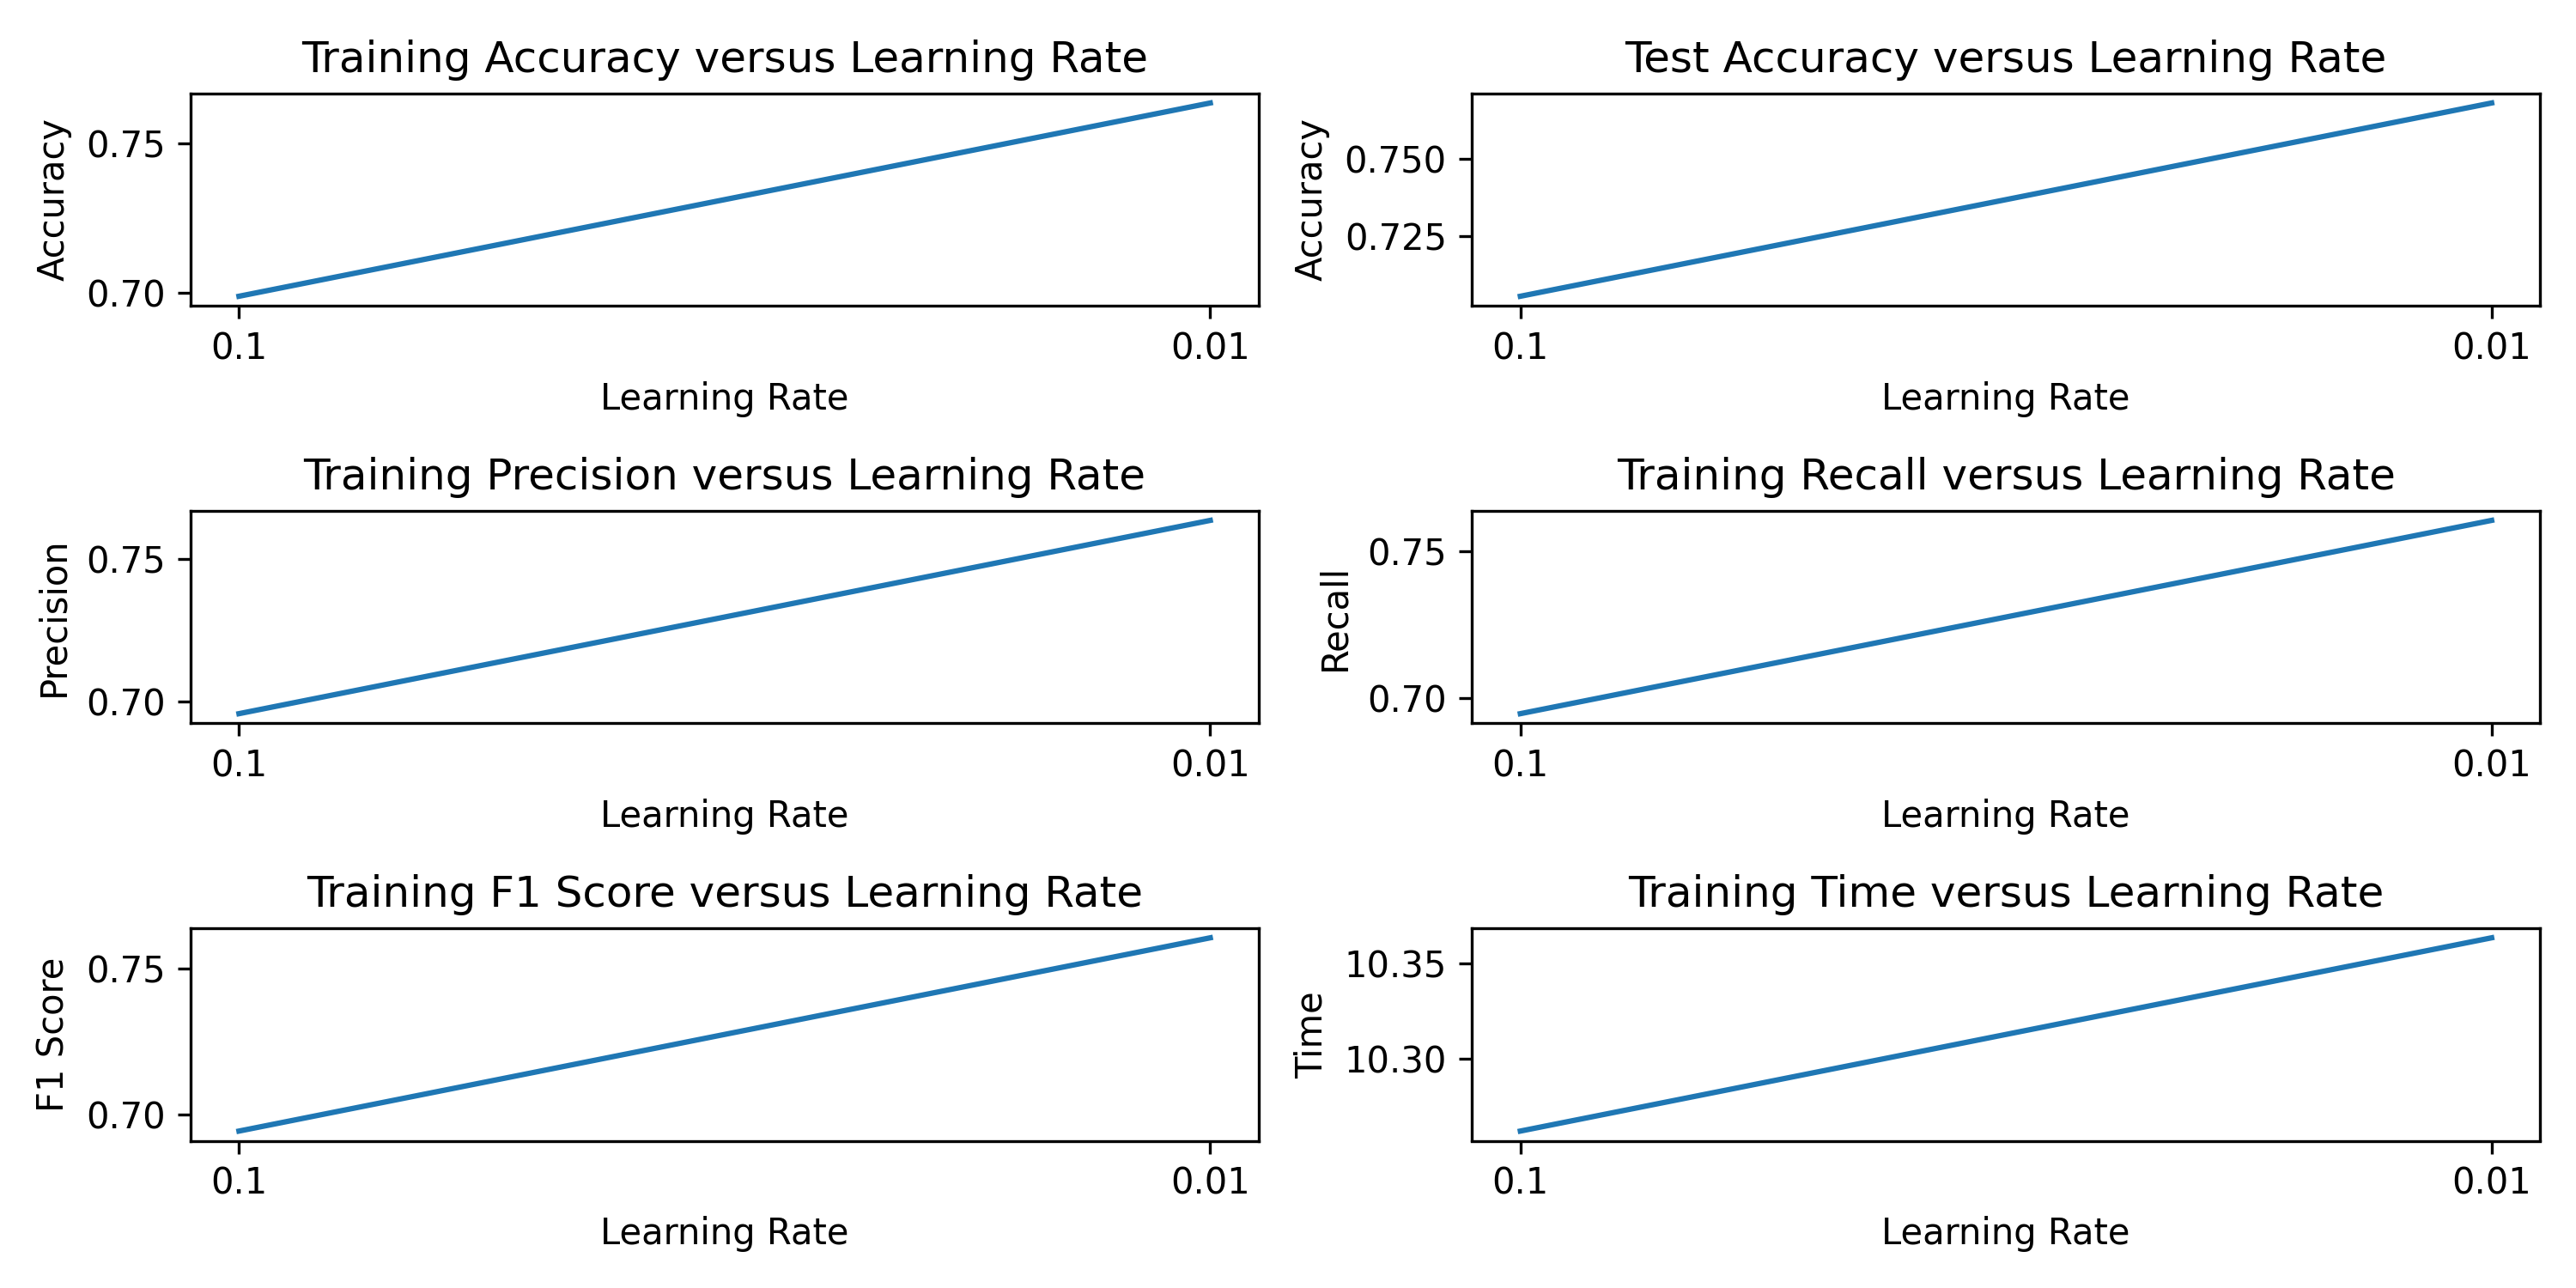 Training Accuracy versus Learning Rate
Accuracy
0.75
0.70
0.1
0.01
Learning Rate
Test Accuracy versus Learning Rate
Accuracy
0.750
0.725
0.1
0.01
Learning Rate
Training Precision versus Learning Rate
Precision
0.75
0.70
0.1
0.01
Learning Rate
Training Recall versus Learning Rate
Recall
0.75
0.70
0.1
0.01
Learning Rate
Training F1 Score versus Learning Rate
F1 Score
0.75
0.70
0.1
0.01
Learning Rate
Training Time versus Learning Rate
Time
10.35
10.30
0.1
0.01
Learning Rate